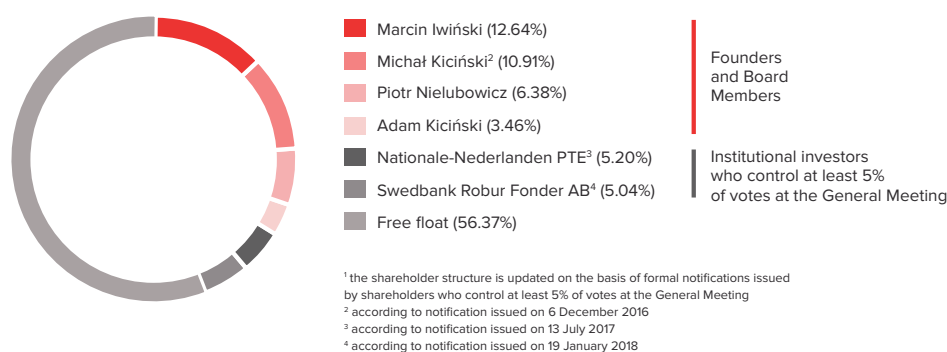 Marcin Iwiński (12.64%)
Michał Kiciński² (10.91%)
Piotr Nielubowicz (6.38%)
Adam Kiciński (3.46%)
Nationale-Nederlanden PTE³ (5.20%)
Swedbank Robur Fonder AB⁴ (5.04%)
Free float (56.37%)
Founders
and Board
Members
Institutional investors
who control at least 5%
of votes at the General Meeting
¹ the shareholder structure is updated on the basis of formal notifications issued
by shareholders who control at least 5% of votes at the General Meeting
² according to notification issued on 6 December 2016
³ according to notification issued on 13 July 2017
⁴ according to notification issued on 19 January 2018